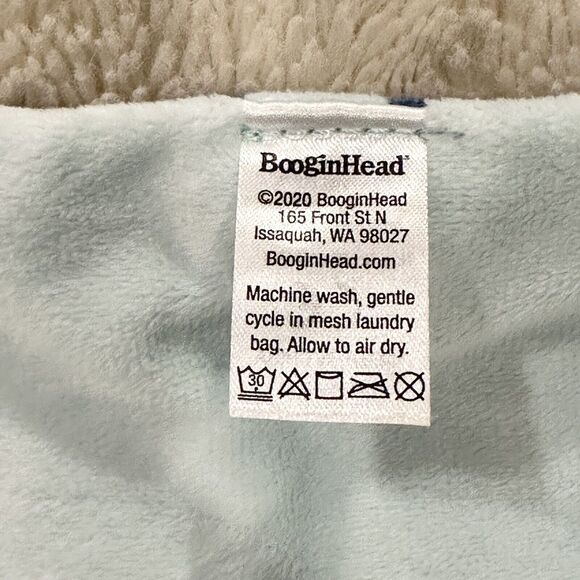 BooginHead™
©2020 BooginHead
165 Front St N
Issaquah, WA 98027
BooginHead.com
Machine wash, gentle
cycle in mesh laundry
bag. Allow to air dry.
30